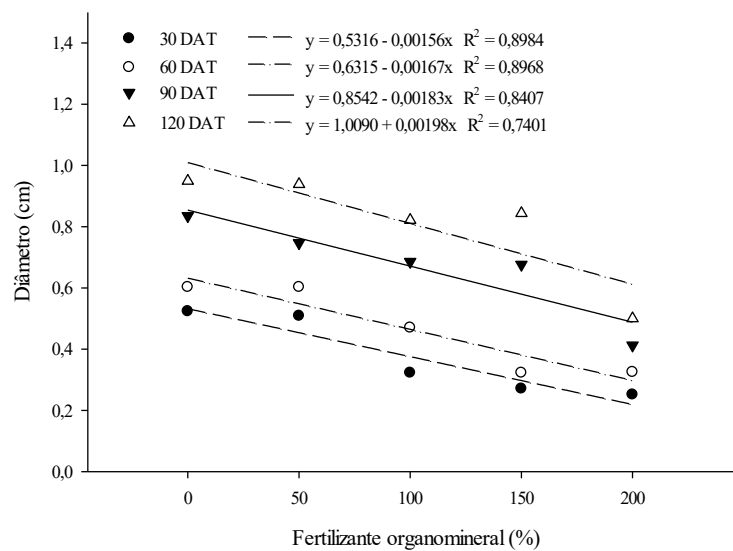 1,4
30 DAT y = 0,5316 - 0,00156x R² = 0,8984
60 DAT y = 0,6315 - 0,00167x R² = 0,8968
1,2
90 DAT y = 0,8542 - 0,00183x R² = 0,8407
120 DAT y = 1,0090 + 0,00198x R² = 0,7401
1,0
0,8
Diâmetro (cm)
0,6
0,4
0,2
0,0
0 50 100 150 200
Fertilizante organomineral (%)